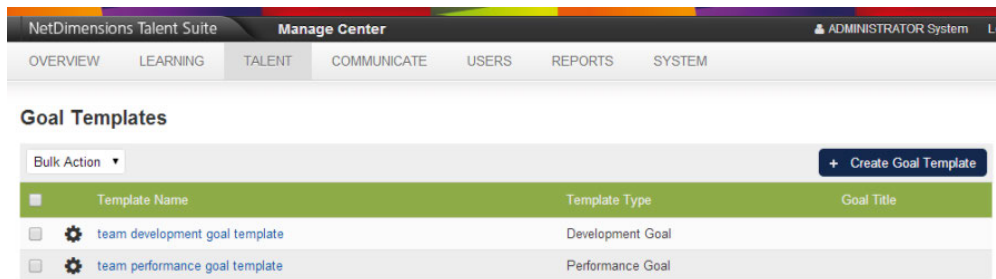 NetDimensions Talent Suite Manage Center ADMINISTRATOR System L
OVERVIEW LEARNING TALENT COMMUNICATE USERS REPORTS SYSTEM
Goal Templates
Bulk Action + Create Goal Template
Template Name Template Type Goal Title
team development goal template Development Goal
team performance goal template Performance Goal